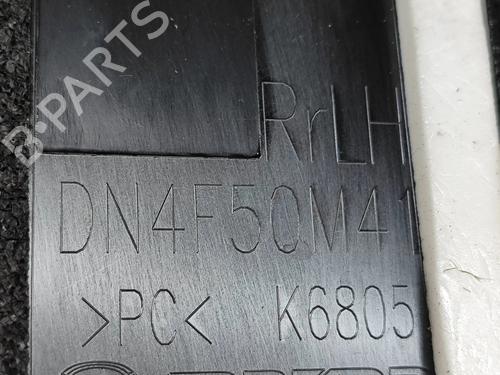 B-PARTS
RrLH
DN4F50M41
>PC< K6805